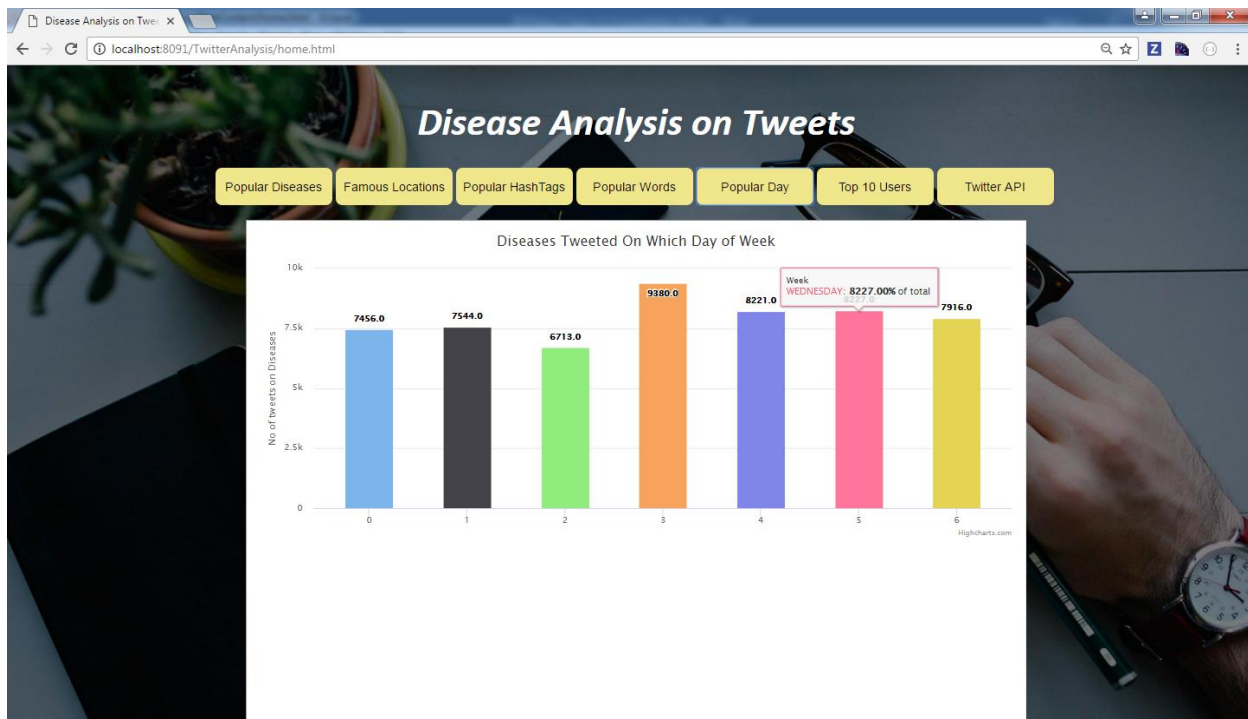 Disease Analysis on Twe
localhost:8091/TwitterAnalysis/home.html
Disease Analysis on Tweets
Popular Diseases Famous Locations Popular HashTags Popular Words Popular Day Top 10 Users Twitter API
Diseases Tweeted On Which Day of Week
No of tweets on Diseases
10k
7.5k
5k
2.5k
0
7456.0 7544.0 6713.0 9380.0 8221.0 8227.0 7916.0
Week
WEDNESDAY: 8227.00% of total
0 1 2 3 4 5 6
Highcharts.com
Z